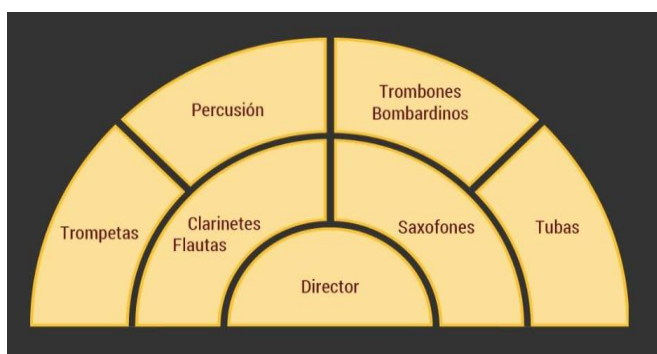 Percusión
Trombones
Bombardinos
Trompetas
Clarinetes
Flautas
Saxofones
Tubas
Director